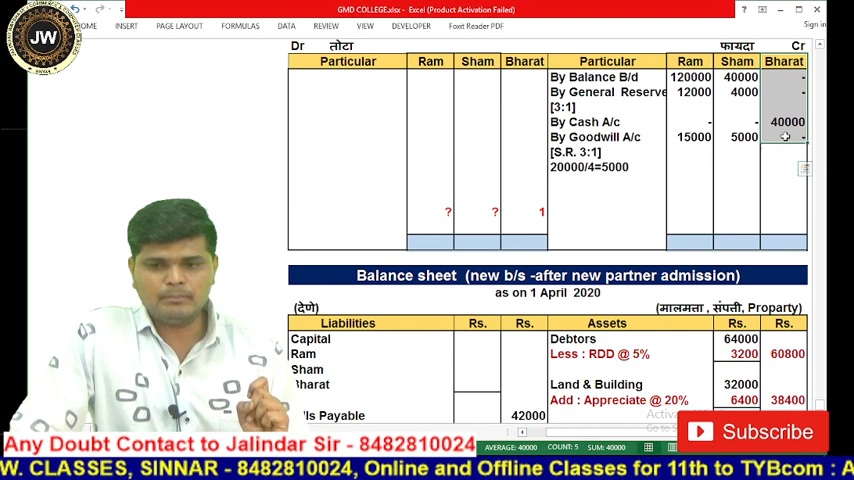 GMD COLLEGE.xlsx - Excel (Product Activation Failed)
HOME INSERT PAGE LAYOUT FORMULAS DATA VIEW DEVELOPER Foxit Reader PDF Sign in
JW
Dr तोटा फायदा Cr
Particular Ram Sham Bharat Particular Ram Sham Bharat
By Balance B/d 120000 40000 -
By General Reserve 12000 4000 -
[3:1]
By Cash A/c - - 40000
By Goodwill A/c 15000 5000 -
[S.R. 3:1]
20000/4=5000
? ? 1
Balance sheet (new b/s -after new partner admission)
as on 1 April 2020
(देणे) (मालमत्ता , संपत्ती, Property)
Liabilities Rs. Rs. Assets Rs. Rs.
Capital Debtors 64000
Ram Less : RDD @ 5% 3200 60800
Sham
Bharat Land & Building 32000
Add : Appreciate @ 20% 6400 38400
lls Payable 42000
Activa
Go to S
Subscribe
Any Doubt Contact to Jalindar Sir - 8482810024
AVERAGE: 40000 COUNT: 5 SUM: 40000
W. CLASSES, SINNAR - 8482810024, Online and Offline Classes for 11th to TYBcom : A